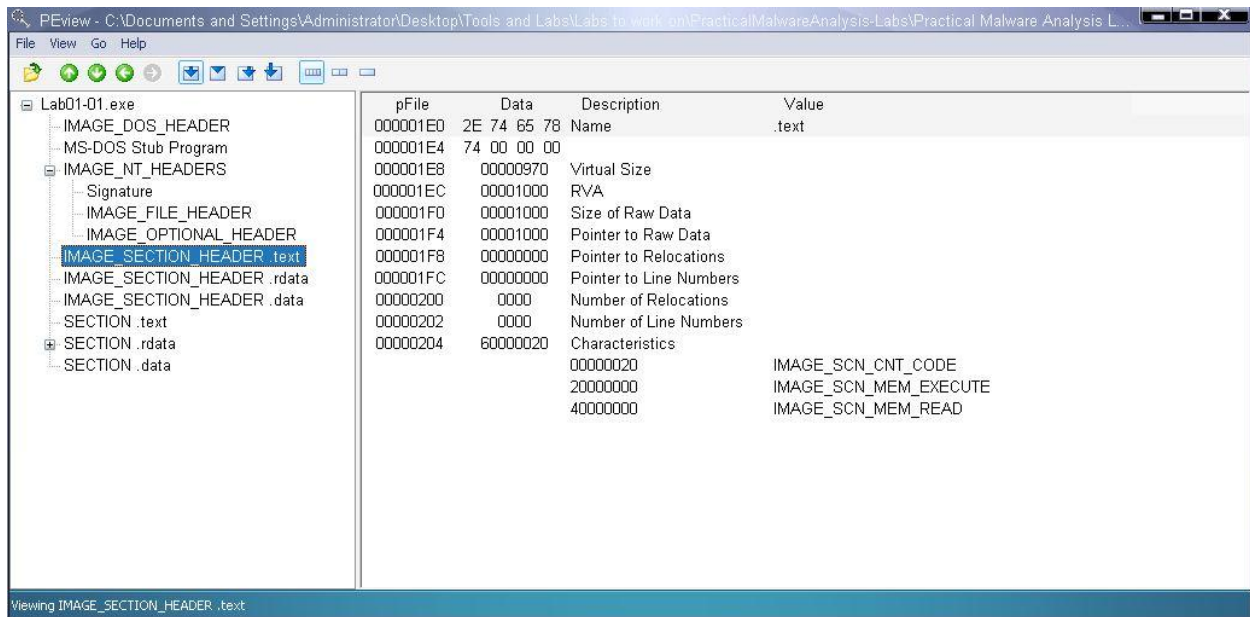 PEview - C:\Documents and Settings\Administrator\Desktop\Tools and Labs\Labs to work on\PracticalMalwareAnalysis-Labs\Practical Malware Analysis L...
File View Go Help
Lab01-01.exe
IMAGE_DOS_HEADER
MS-DOS Stub Program
IMAGE_NT_HEADERS
Signature
IMAGE_FILE_HEADER
IMAGE_OPTIONAL_HEADER
IMAGE_SECTION_HEADER .text
IMAGE_SECTION_HEADER .rdata
IMAGE_SECTION_HEADER .data
SECTION .text
SECTION .rdata
SECTION .data
pFile Data Description Value
000001E0 2E 74 65 78 Name .text
000001E4 74 00 00 00
000001E8 00000970 Virtual Size
000001EC 00001000 RVA
000001F0 00001000 Size of Raw Data
000001F4 00001000 Pointer to Raw Data
000001F8 00000000 Pointer to Relocations
000001FC 00000000 Pointer to Line Numbers
00000200 0000 Number of Relocations
00000202 0000 Number of Line Numbers
00000204 60000020 Characteristics
00000020 IMAGE_SCN_CNT_CODE
20000000 IMAGE_SCN_MEM_EXECUTE
40000000 IMAGE_SCN_MEM_READ
Viewing IMAGE_SECTION_HEADER .text